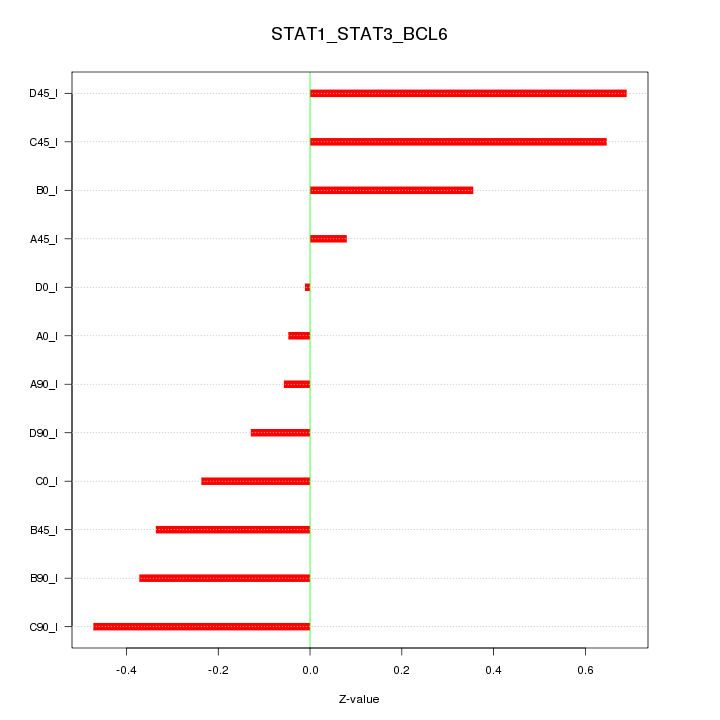 STAT1_STAT3_BCL6
D45_I
C45_I
B0_I
A45_I
D0_I
A0_I
A90_I
D90_I
C0_I
B45_I
B90_I
C90_I
-0.4 -0.2 0.0 0.2 0.4 0.6
Z-value